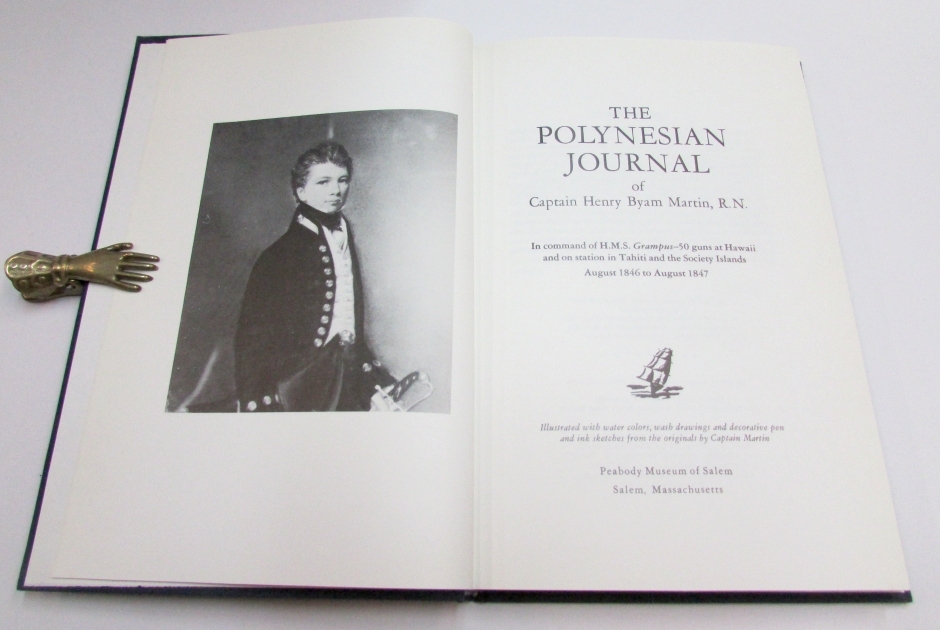 THE
POLYNESIAN
JOURNAL
of
Captain Henry Byam Martin, R.N.
In command of H.M.S. Grampus—50 guns at Hawaii
and on station in Tahiti and the Society Islands
August 1846 to August 1847
Illustrated with water colors, wash drawings and decorative pen
and ink sketches from the originals by Captain Martin
Peabody Museum of Salem
Salem, Massachusetts